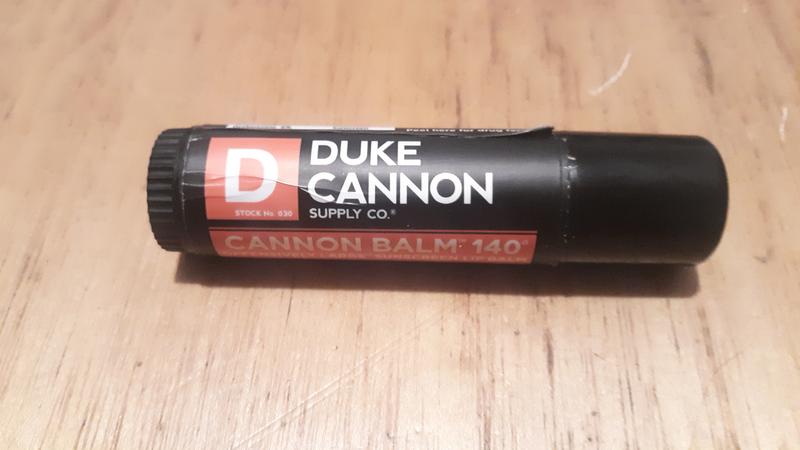 Peel here for drug
D
STOCK No. 030
DUKE
CANNON
SUPPLY CO.®
CANNON BALM 140°
OFFENSIVELY LARGE SUNSCREEN LIP BALM